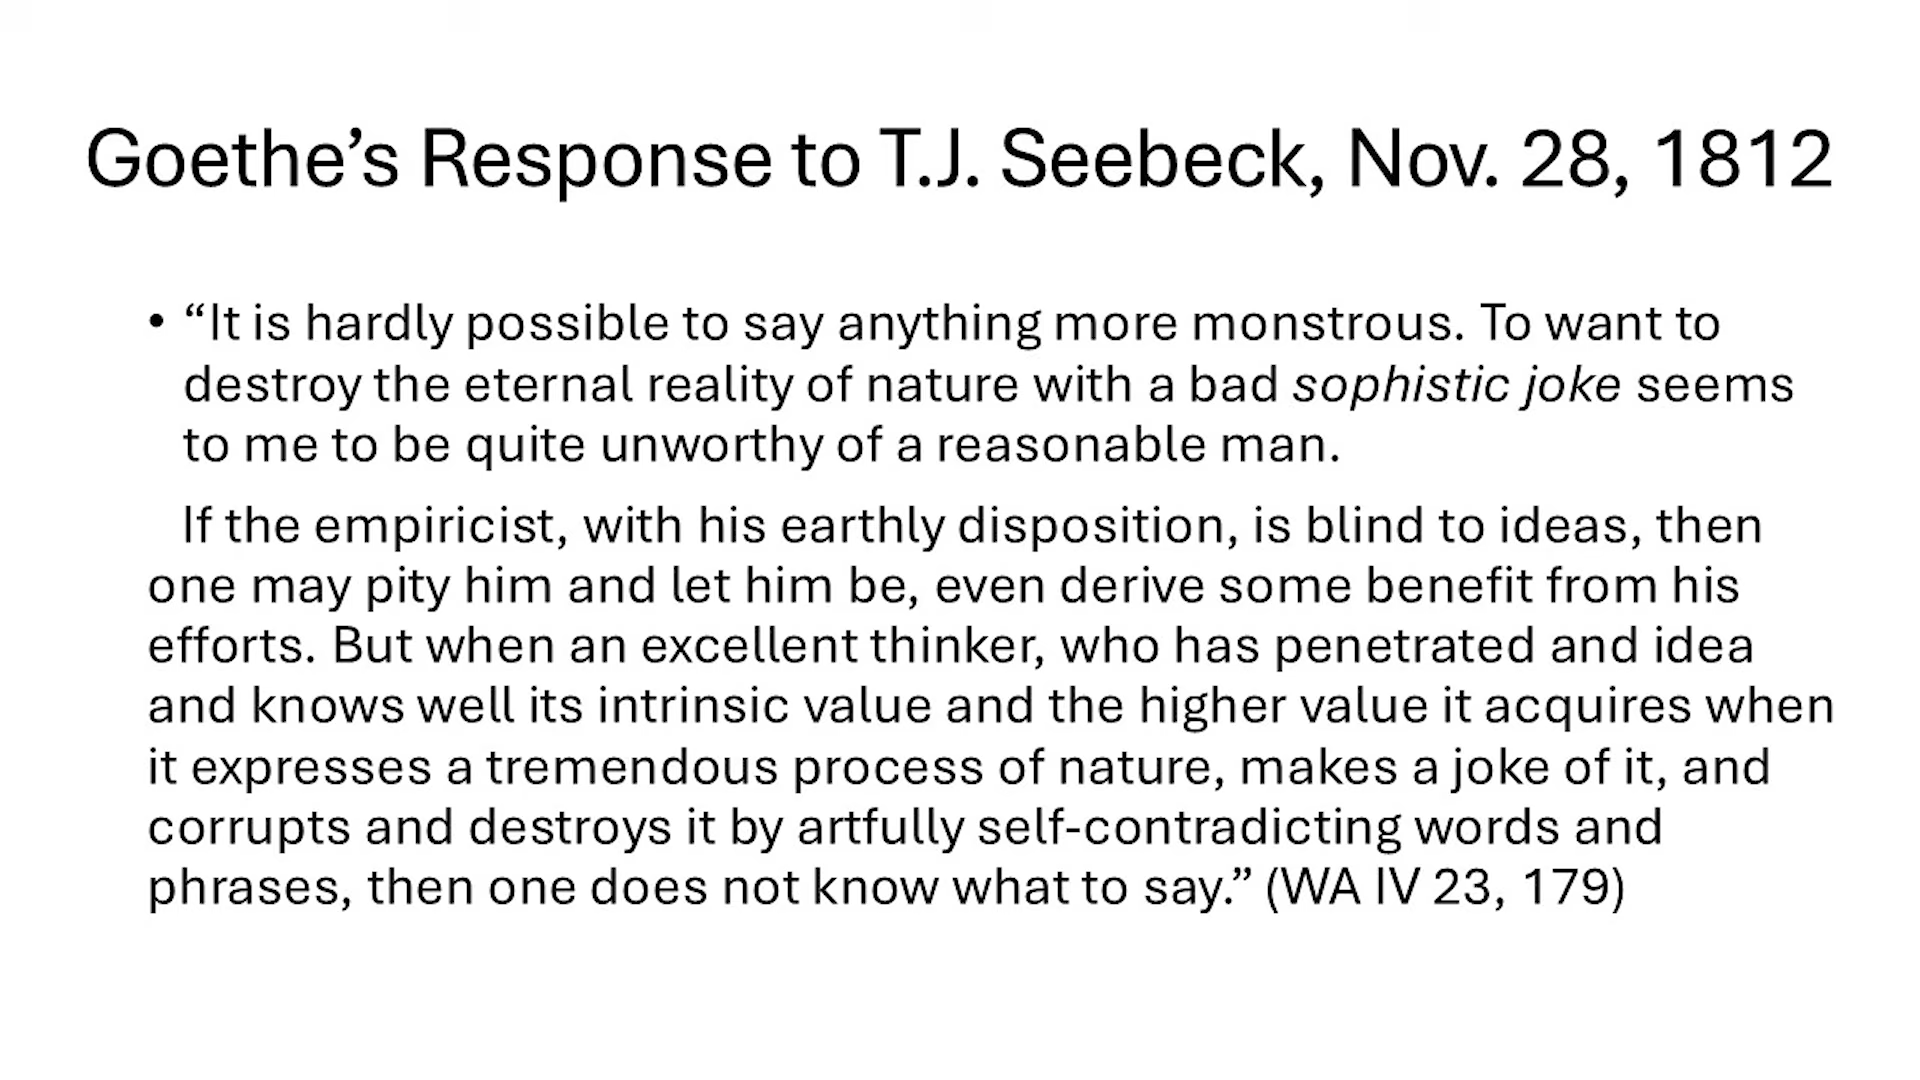 Goethe’s Response to T.J. Seebeck, Nov. 28, 1812
• “It is hardly possible to say anything more monstrous. To want to
destroy the eternal reality of nature with a bad sophistic joke seems
to me to be quite unworthy of a reasonable man.
If the empiricist, with his earthly disposition, is blind to ideas, then
one may pity him and let him be, even derive some benefit from his
efforts. But when an excellent thinker, who has penetrated and idea
and knows well its intrinsic value and the higher value it acquires when
it expresses a tremendous process of nature, makes a joke of it, and
corrupts and destroys it by artfully self-contradicting words and
phrases, then one does not know what to say.” (WA IV 23, 179)